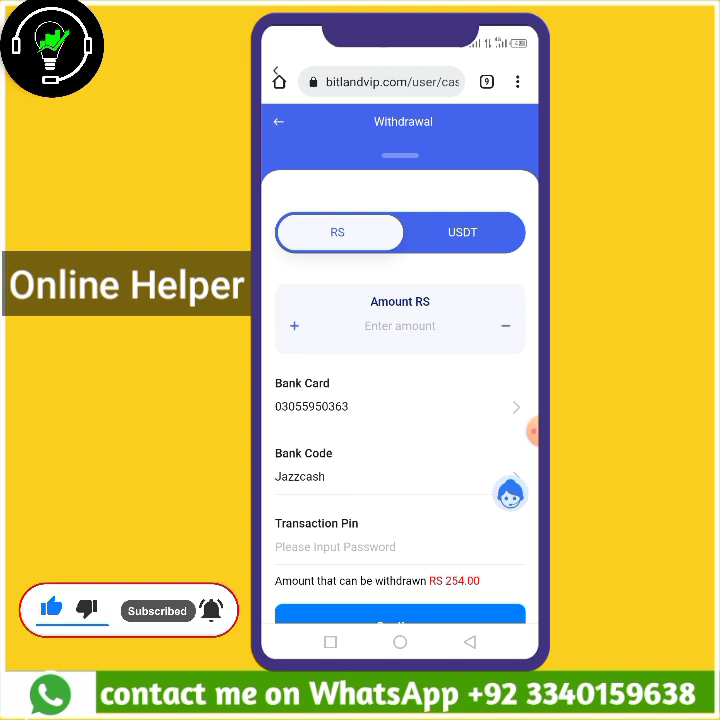 9
bitlandvip.com/user/cas
Withdrawal
RS
USDT
Online Helper
Amount RS
+ Enter amount −
Bank Card
03055950363
Bank Code
Jazzcash
Transaction Pin
Please Input Password
Amount that can be withdrawn RS 254.00
Subscribed
contact me on WhatsApp +92 3340159638